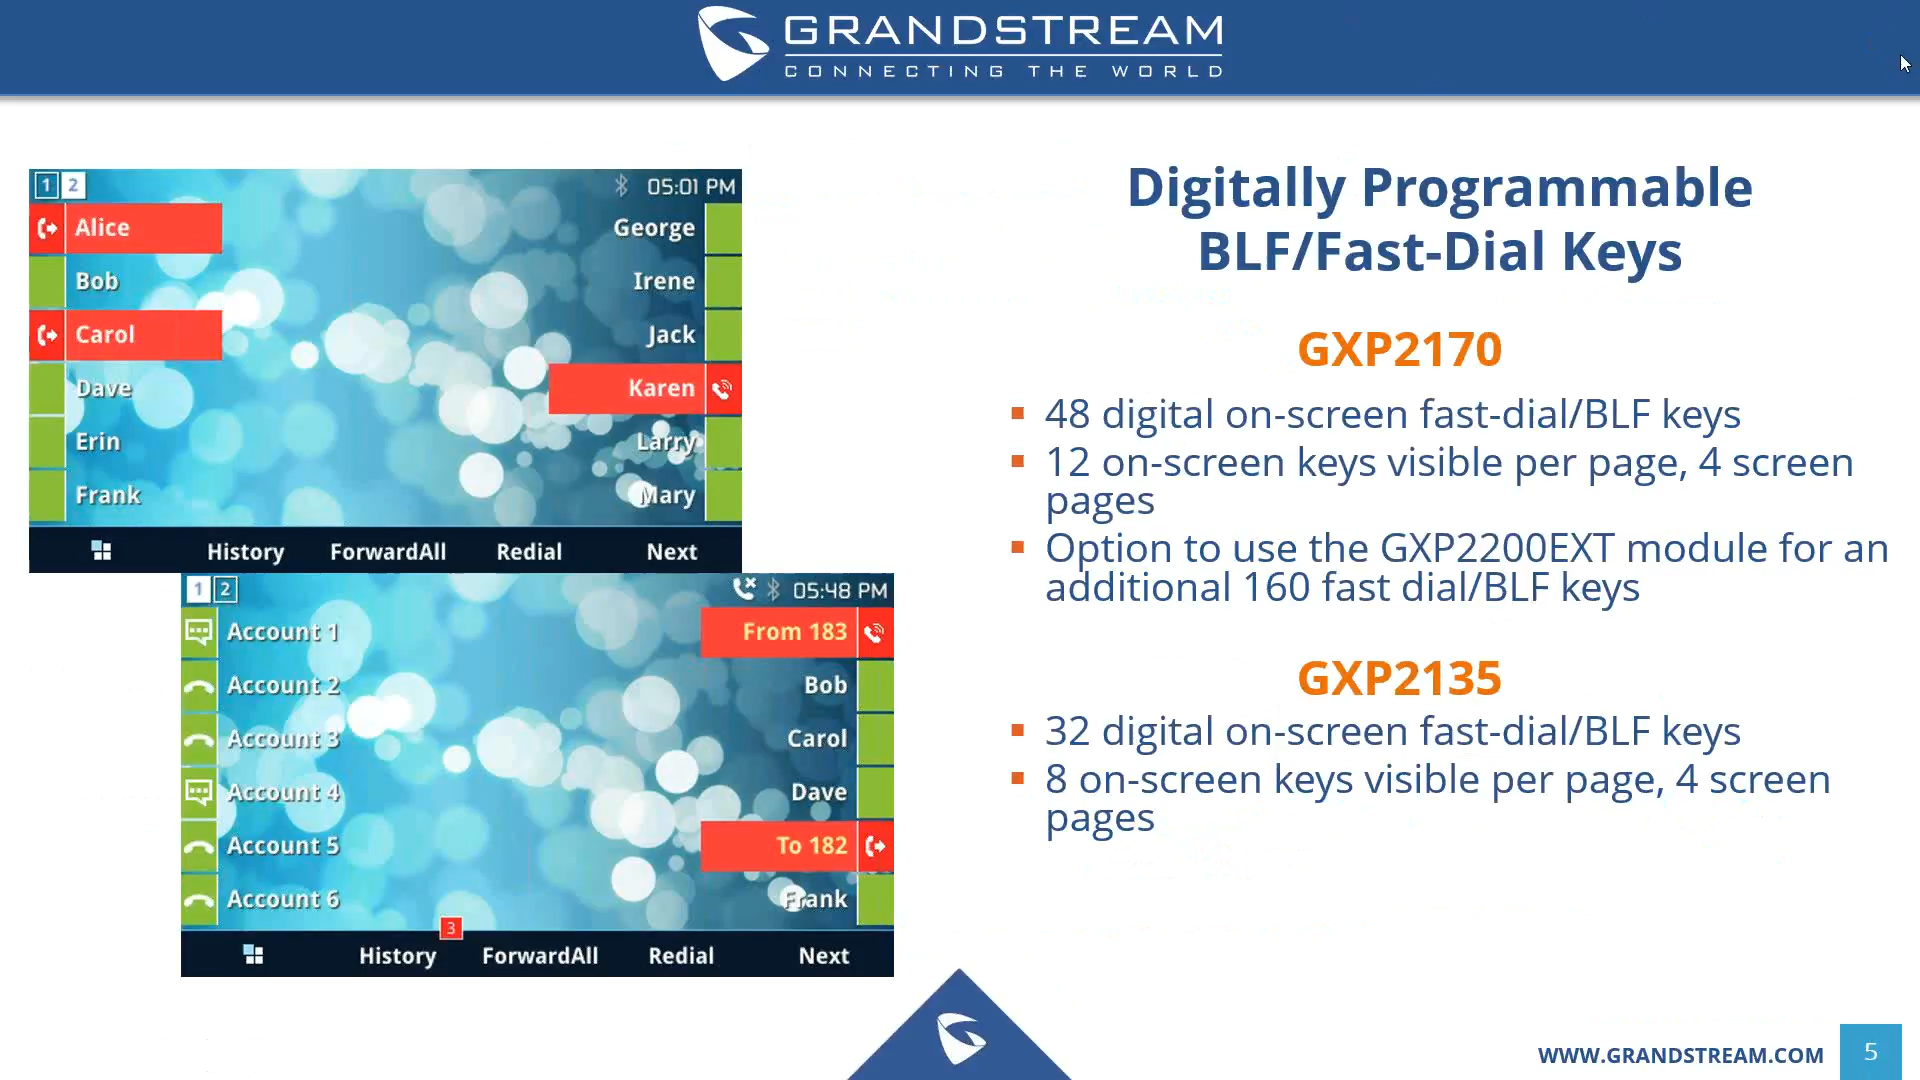 GRANDSTREAM
CONNECTING THE WORLD
1 2 05:01 PM
Alice George
Bob Irene
Carol Jack
Dave Karen
Erin Larry
Frank Mary
History ForwardAll Redial Next
1 2 05:48 PM
Account 1 From 183
Account 2 Bob
Account 3 Carol
Account 4 Dave
Account 5 To 182
Account 6 Frank
3
History ForwardAll Redial Next
Digitally Programmable
BLF/Fast-Dial Keys
GXP2170
▪ 48 digital on-screen fast-dial/BLF keys
▪ 12 on-screen keys visible per page, 4 screen
pages
▪ Option to use the GXP2200EXT module for an
additional 160 fast dial/BLF keys
GXP2135
▪ 32 digital on-screen fast-dial/BLF keys
▪ 8 on-screen keys visible per page, 4 screen
pages
WWW.GRANDSTREAM.COM 5